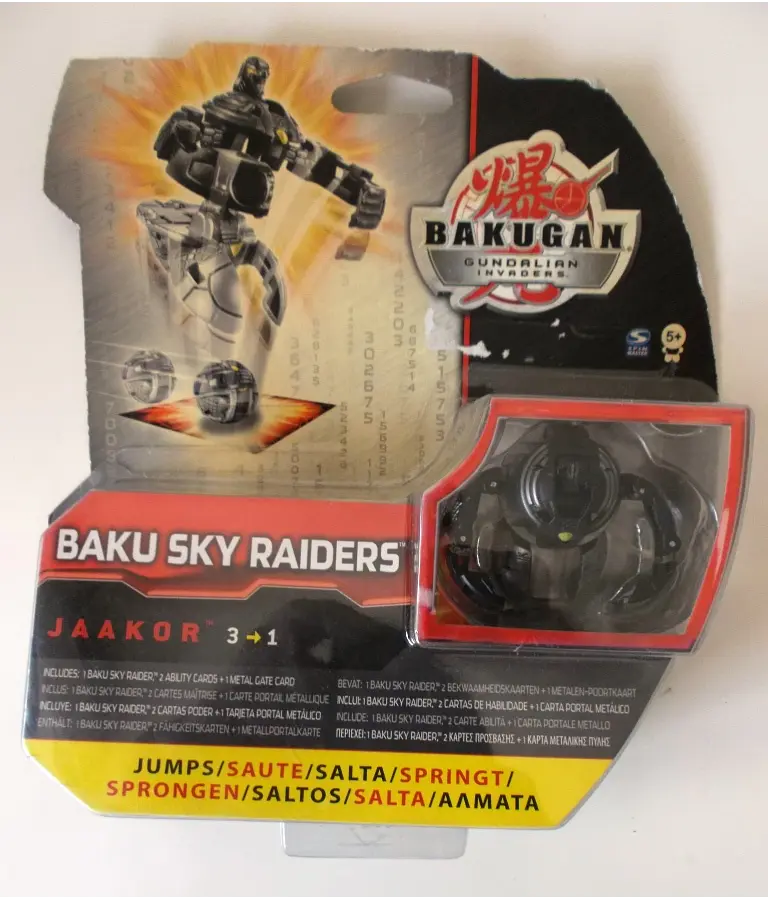 爆
BAKUGAN®
GUNDALIAN
INVADERS™
SPIN
MASTER
5+
BAKU SKY RAIDERS™
JAAKOR™ 3→1
INCLUDES: 1 BAKU SKY RAIDER,™ 2 ABILITY CARDS + 1 METAL GATE CARD
INCLUS: 1 BAKU SKY RAIDER,™ 2 CARTES MAÎTRISE + 1 CARTE PORTAIL MÉTALLIQUE
INCLUYE: 1 BAKU SKY RAIDER,™ 2 CARTAS PODER + 1 TARJETA PORTAL METÁLICO
ENTHÄLT: 1 BAKU SKY RAIDER,™ 2 FÄHIGKEITSKARTEN + 1 METALLPORTALKARTE
BEVAT: 1 BAKU SKY RAIDER,™ 2 BEKWAAMHEIDSKAARTEN + 1 METALEN-POORTKAART
INCLUI: 1 BAKU SKY RAIDER,™ 2 CARTAS DE HABILIDADE + 1 CARTA PORTAL METÁLICO
INCLUDE: 1 BAKU SKY RAIDER,™ 2 CARTE ABILITÀ + 1 CARTA PORTALE METALLO
ΠΕΡΙΕΧΕΙ: 1 BAKU SKY RAIDER,™ 2 ΚΑΡΤΕΣ ΠΡΟΣΒΑΣΗΣ + 1 ΚΑΡΤΑ ΜΕΤΑΛΙΚΗΣ ΠΥΛΗΣ
JUMPS/SAUTE/SALTA/SPRINGT/
SPRONGEN/SALTOS/SALTA/ΑΛΜΑΤΑ